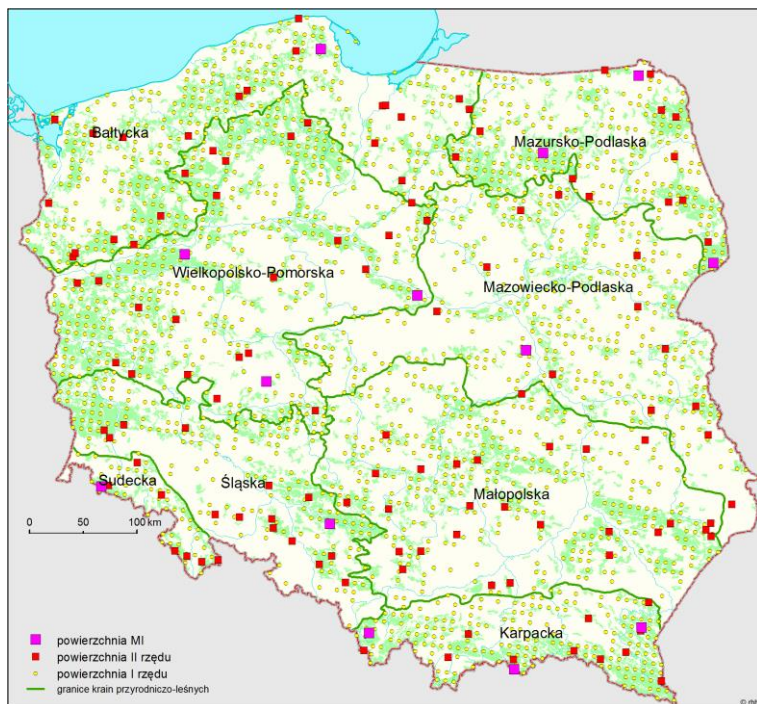 Bałtycka
Mazursko-Podlaska
Wielkopolsko-Pomorska
Mazowiecko-Podlaska
Sudecka
Śląska
Małopolska
0 50 100 km
Karpacka
powierzchnia MI
powierzchnia II rzędu
powierzchnia I rzędu
granice krain przyrodniczo-leśnych